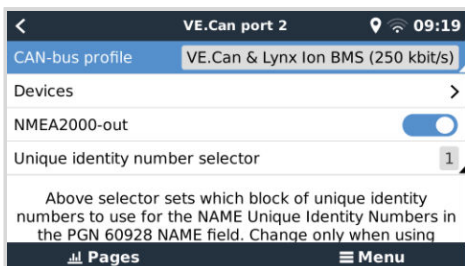 VE.Can port 2 09:19
CAN-bus profile VE.Can & Lynx Ion BMS (250 kbit/s)
Devices
NMEA2000-out
Unique identity number selector 1
Above selector sets which block of unique identity
numbers to use for the NAME Unique Identity Numbers in
the PGN 60928 NAME field. Change only when using
Pages Menu